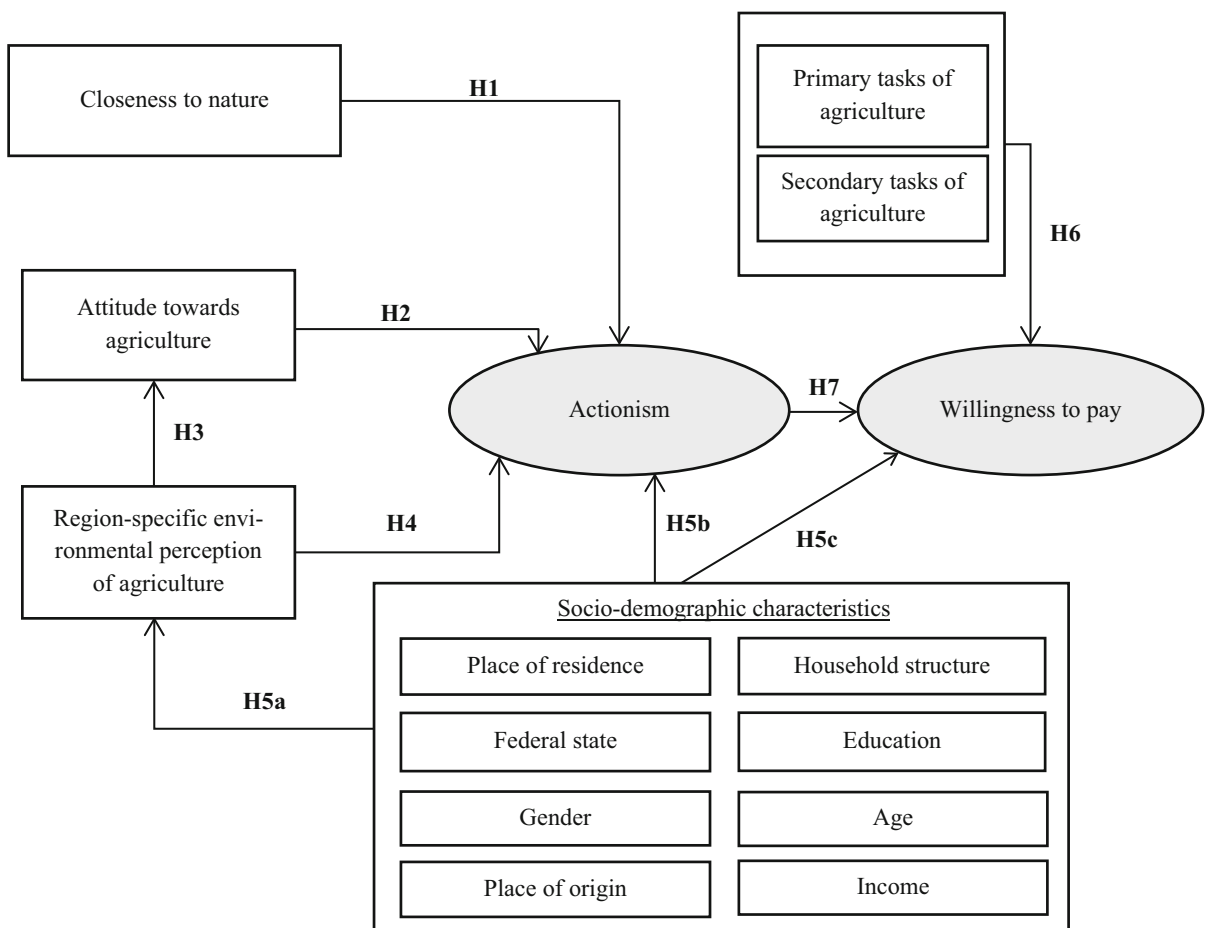 Closeness to nature
H1
Primary tasks of
agriculture
Secondary tasks of
agriculture
H6
Attitude towards
agriculture
H2
H3
Actionism
H7
Willingness to pay
Region-specific envi-
ronmental perception
of agriculture
H4
H5b
H5c
H5a
Socio-demographic characteristics
Place of residence
Household structure
Federal state
Education
Gender
Age
Place of origin
Income